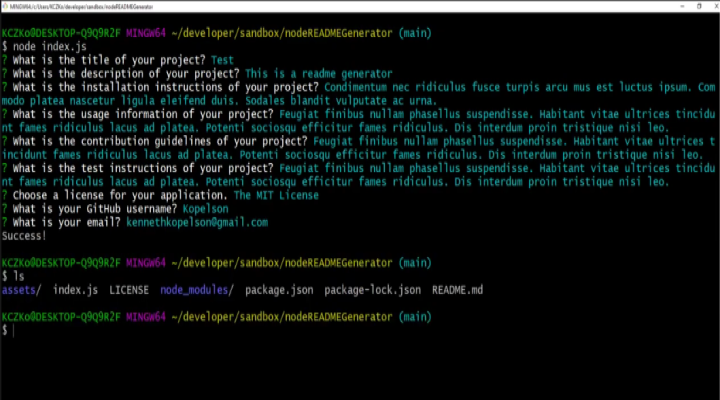 MINGW64:/c/Users/KCZKo/developer/sandbox/nodeREADMEGenerator
KCZKo@DESKTOP-Q9Q9R2F MINGW64 ~/developer/sandbox/nodeREADMEGenerator (main)
$ node index.js
? What is the title of your project? Test
? What is the description of your project? This is a readme generator
? What is the installation instructions of your project? Condimentum nec ridiculus fusce turpis arcu mus est luctus ipsum. Com
modo platea nascetur ligula eleifend duis. Sodales blandit vulputate ac urna.
? What is the usage information of your project? Feugiat finibus nullam phasellus suspendisse. Habitant vitae ultrices tincidu
nt fames ridiculus lacus ad platea. Potenti sociosqu efficitur fames ridiculus. Dis interdum proin tristique nisi leo.
? What is the contribution guidelines of your project? Feugiat finibus nullam phasellus suspendisse. Habitant vitae ultrices t
incidunt fames ridiculus lacus ad platea. Potenti sociosqu efficitur fames ridiculus. Dis interdum proin tristique nisi leo.
? What is the test instructions of your project? Feugiat finibus nullam phasellus suspendisse. Habitant vitae ultrices tincidu
nt fames ridiculus lacus ad platea. Potenti sociosqu efficitur fames ridiculus. Dis interdum proin tristique nisi leo.
? Choose a license for your application. The MIT License
? What is your GitHub username? Kopelson
? What is your email? kennethkopelson@gmail.com
Success!
KCZKo@DESKTOP-Q9Q9R2F MINGW64 ~/developer/sandbox/nodeREADMEGenerator (main)
$ ls
assets/ index.js LICENSE node_modules/ package.json package-lock.json README.md
KCZKo@DESKTOP-Q9Q9R2F MINGW64 ~/developer/sandbox/nodeREADMEGenerator (main)
$